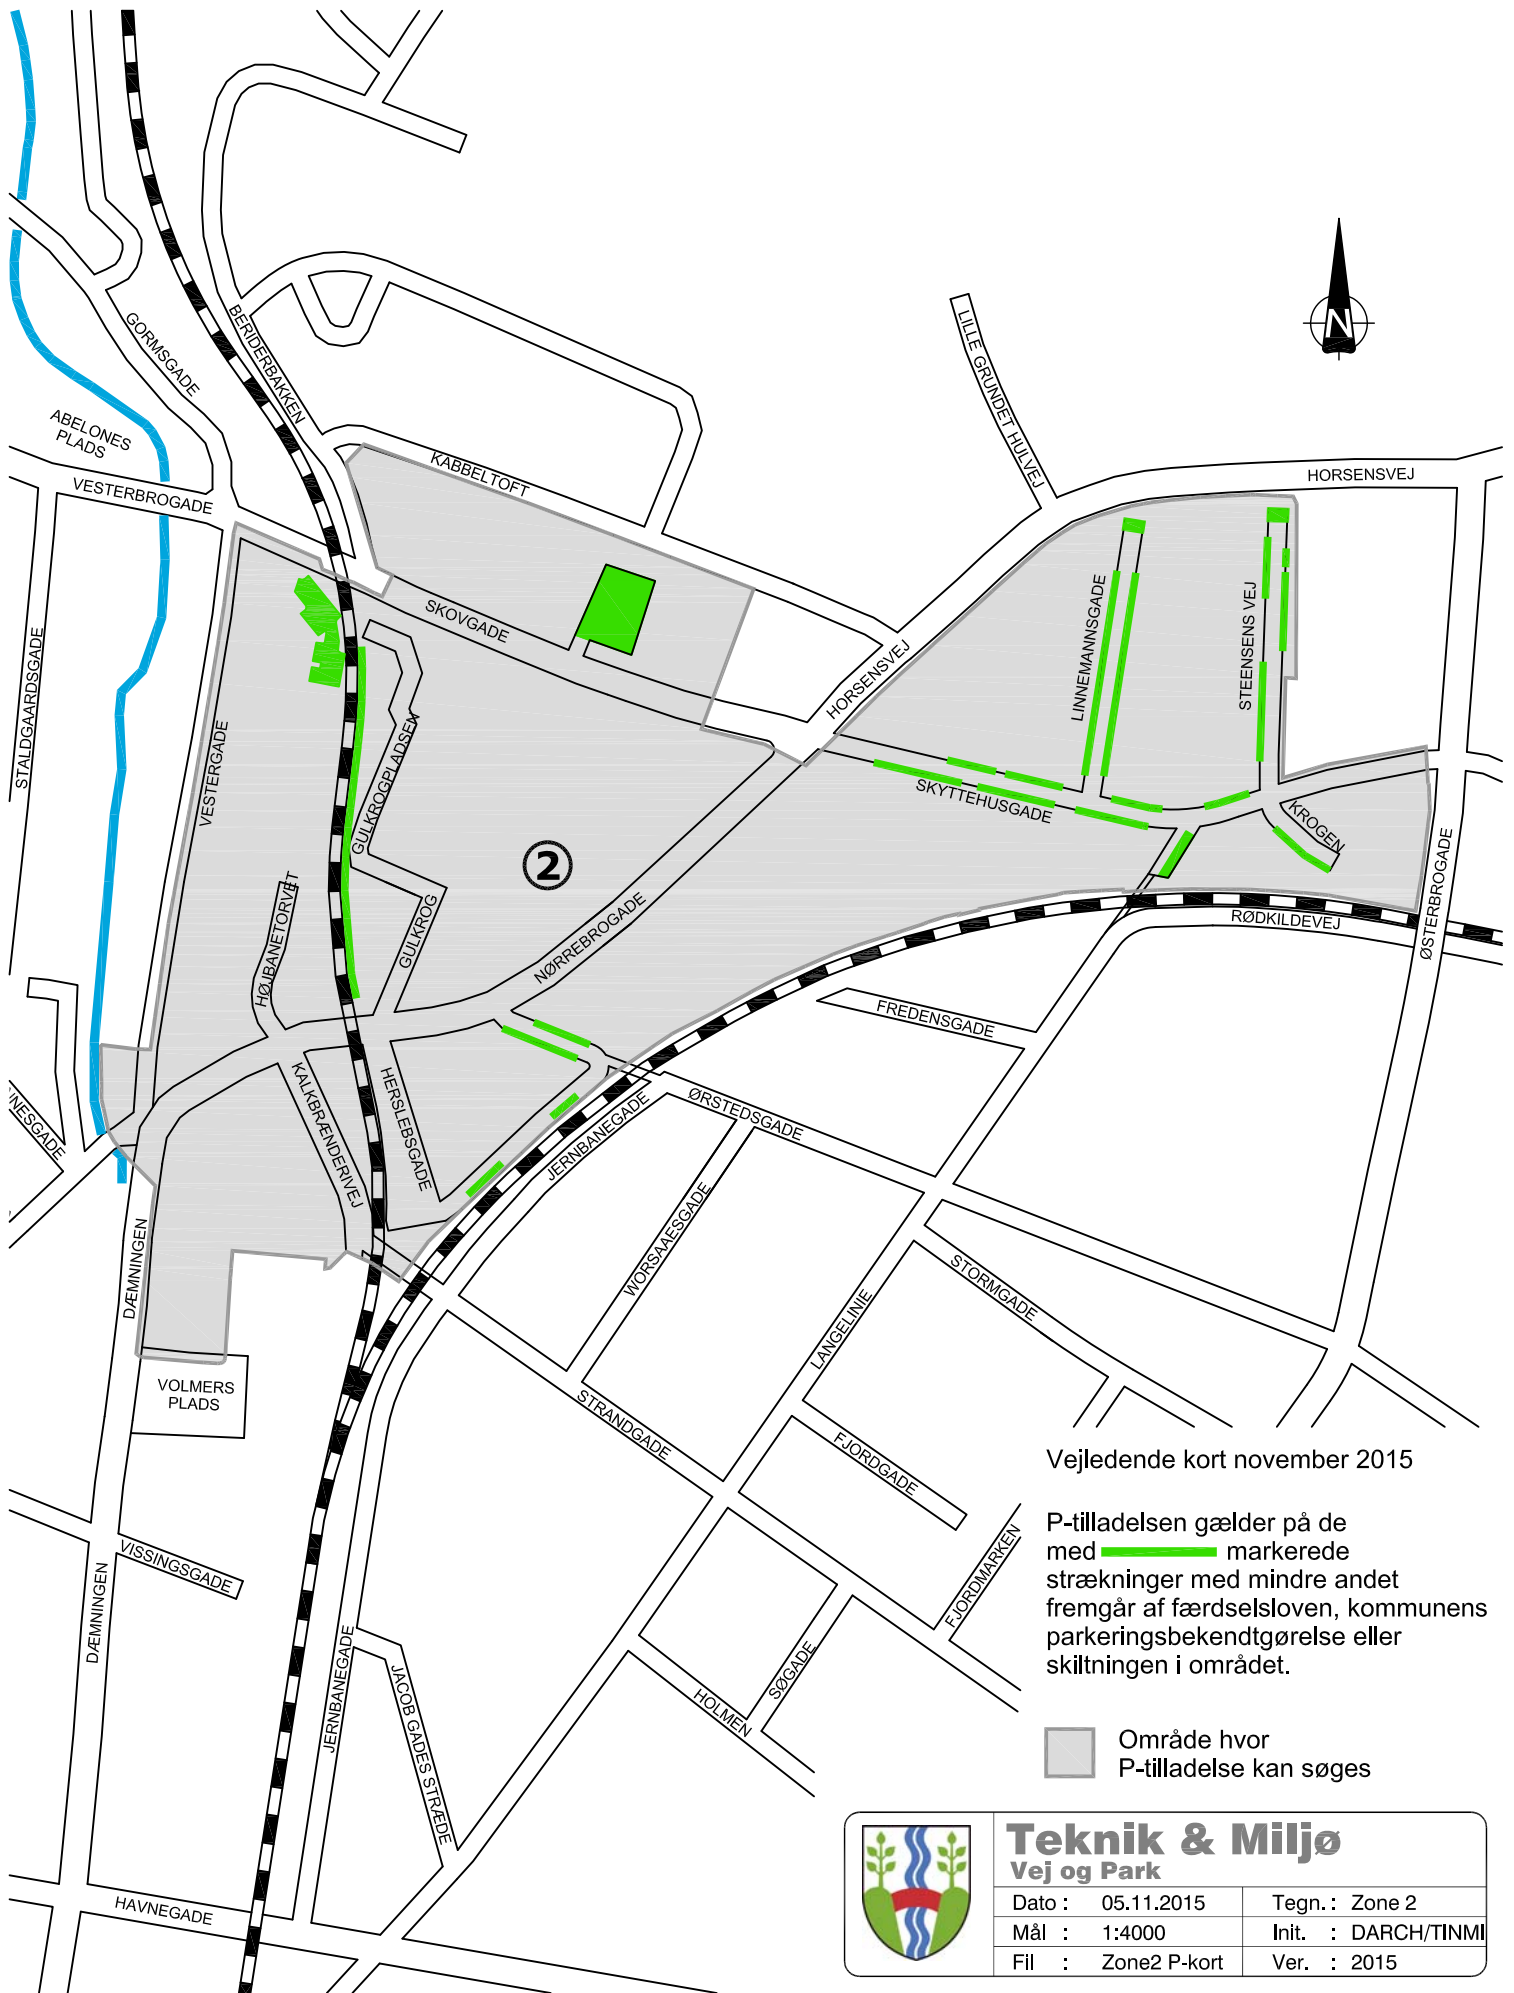 GORMSGADE
BERIDERBAKKEN
LILLE GRUNDET HULVEJ
N
ABELONES
PLADS
KABBELTOFT
HORSENSVEJ
VESTERBROGADE
SKOVGADE
STALDGAARDSGADE
LINNEMANNSGADE
STEENSENS VEJ
HORSENSVEJ
VESTERGADE
GULKROGPLADSEN
SKYTTEHUSGADE
KROGEN
2
HØJBANETORVET
GULKROG
NØRREBROGADE
RØDKILDEVEJ
ØSTERBROGADE
FREDENSGADE
NESGADE
KALKBRÆNDERIVEJ
HERSLEBSGADE
JERNBANEGADE
ØRSTEDSGADE
WORSAAESGADE
DÆMNINGEN
STORMGADE
LANGELINIE
VOLMERS
PLADS
STRANDGADE
FJORDGADE
Vejledende kort november 2015
P-tilladelsen gælder på de
med markerede
strækninger med mindre andet
fremgår af færdselsloven, kommunens
parkeringsbekendtgørelse eller
skiltningen i området.
VISSINGSGADE
FJORDMARKEN
DÆMNINGEN
JERNBANEGADE
JACOB GADES STRÆDE
SØGADE
HOLMEN
Område hvor
P-tilladelse kan søges
HAVNEGADE
Teknik & Miljø
Vej og Park
Dato : 05.11.2015 Tegn. : Zone 2
Mål : 1:4000 Init. : DARCH/TINMI
Fil : Zone2 P-kort Ver. : 2015